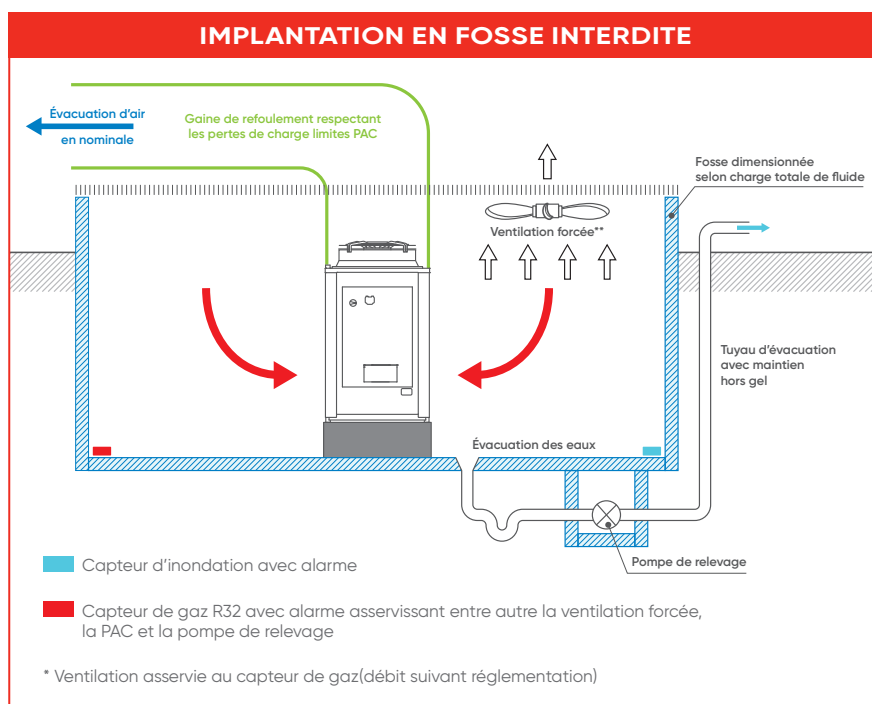 IMPLANTATION EN FOSSE INTERDITE
Évacuation d'air
en nominale
Gaine de refoulement respectant
les pertes de charge limites PAC
Fosse dimensionnée
selon charge totale de fluide
Ventilation forcée**
Tuyau d'évacuation
avec maintien
hors gel
Évacuation des eaux
Pompe de relevage
Capteur d'inondation avec alarme
Capteur de gaz R32 avec alarme asservissant entre autre la ventilation forcée,
la PAC et la pompe de relevage
* Ventilation asservie au capteur de gaz(débit suivant réglementation)